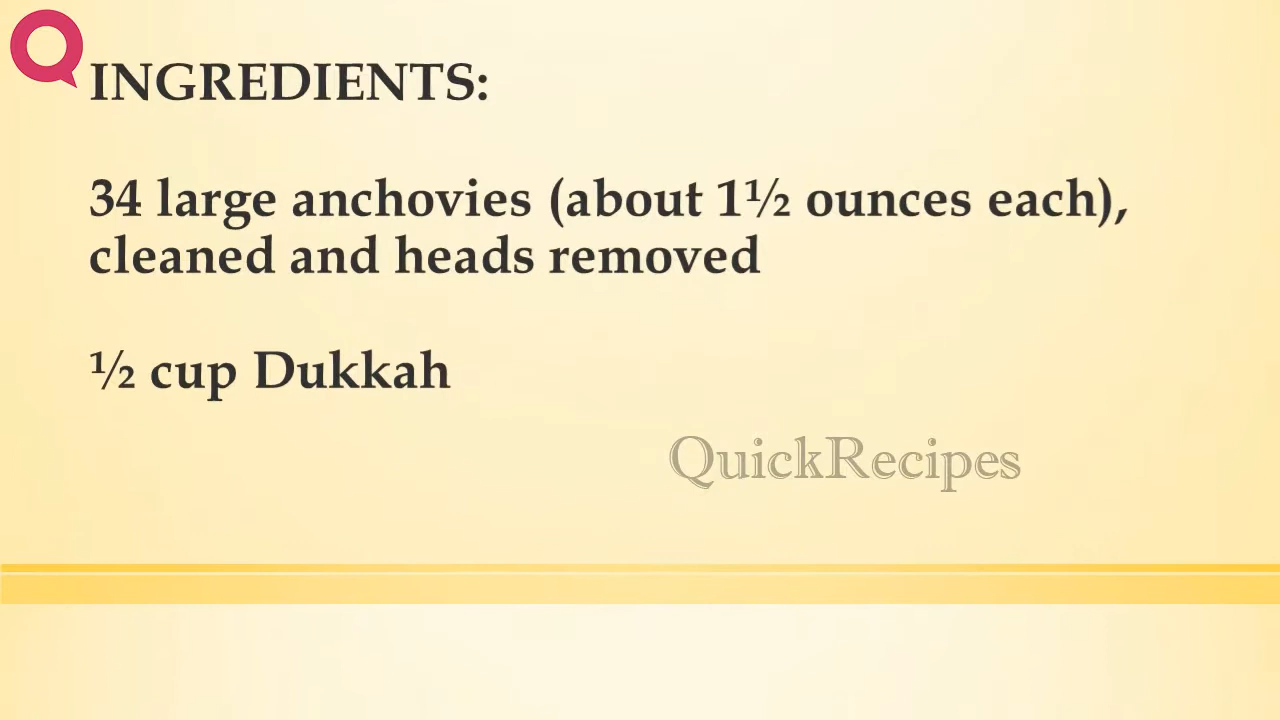 INGREDIENTS:
34 large anchovies (about 1½ ounces each),
cleaned and heads removed
½ cup Dukkah
QuickRecipes